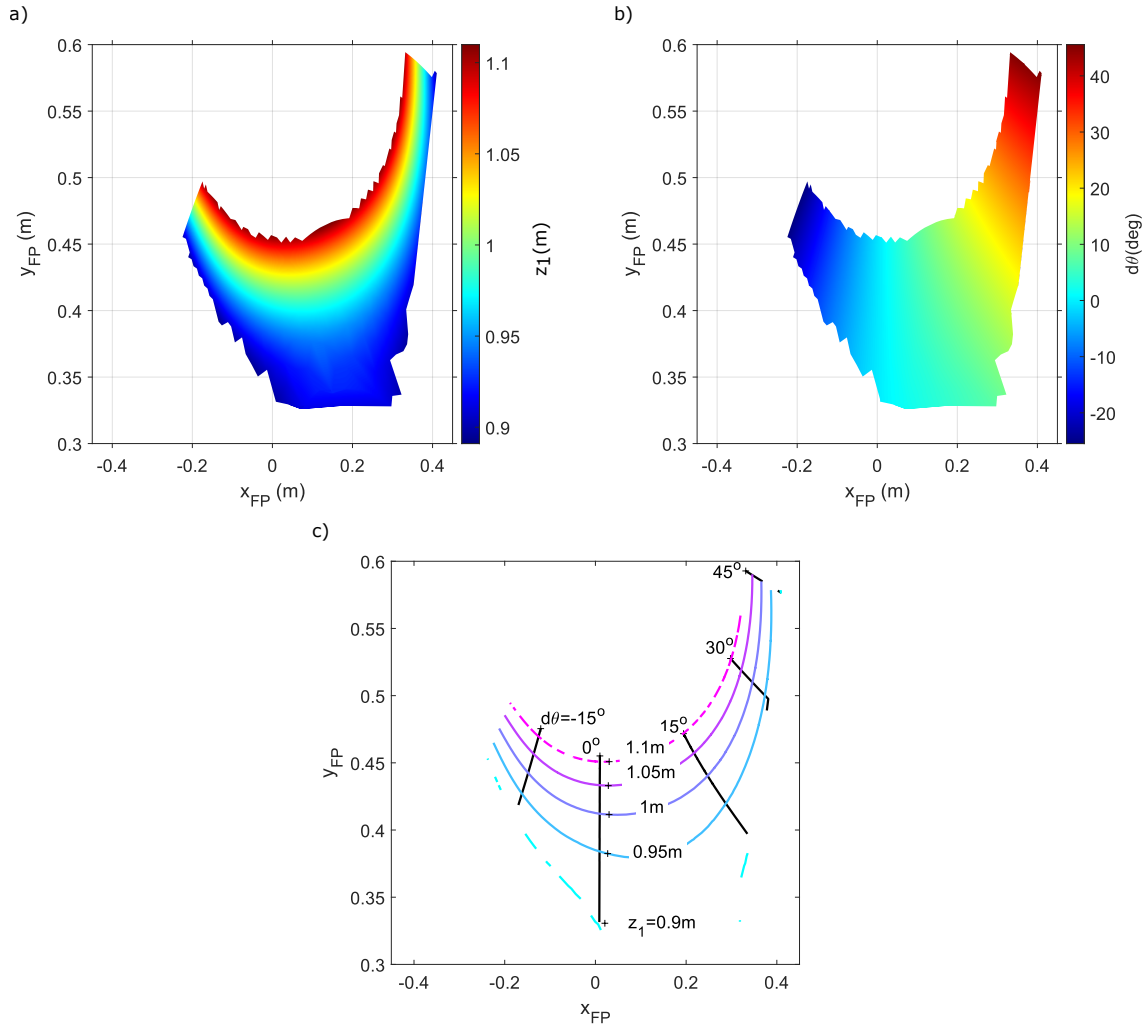 a)
0.6
0.55
0.5
0.45
0.4
0.35
0.3
y_FP (m)
-0.4 -0.2 0 0.2 0.4
x_FP (m)
1.1
1.05
1
0.95
0.9
z_1(m)
b)
0.6
0.55
0.5
0.45
0.4
0.35
0.3
y_FP (m)
-0.4 -0.2 0 0.2 0.4
x_FP (m)
40
30
20
10
0
-10
-20
dθ(deg)
c)
0.6
0.55
0.5
0.45
0.4
0.35
0.3
y_FP
-0.4 -0.2 0 0.2 0.4
x_FP
45°
30°
dθ=-15°
15°
0°
1.1m
1.05m
1m
0.95m
z_1=0.9m